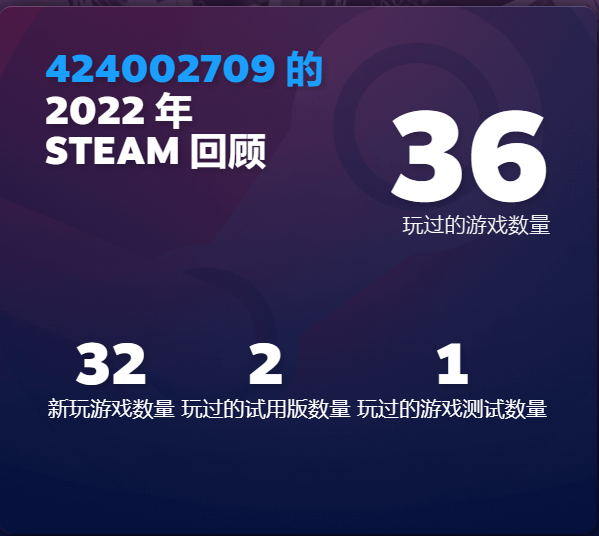 424002709 的
2022 年
STEAM 回顾
36
玩过的游戏数量
32 2 1
新玩游戏数量 玩过的试用版数量 玩过的游戏测试数量